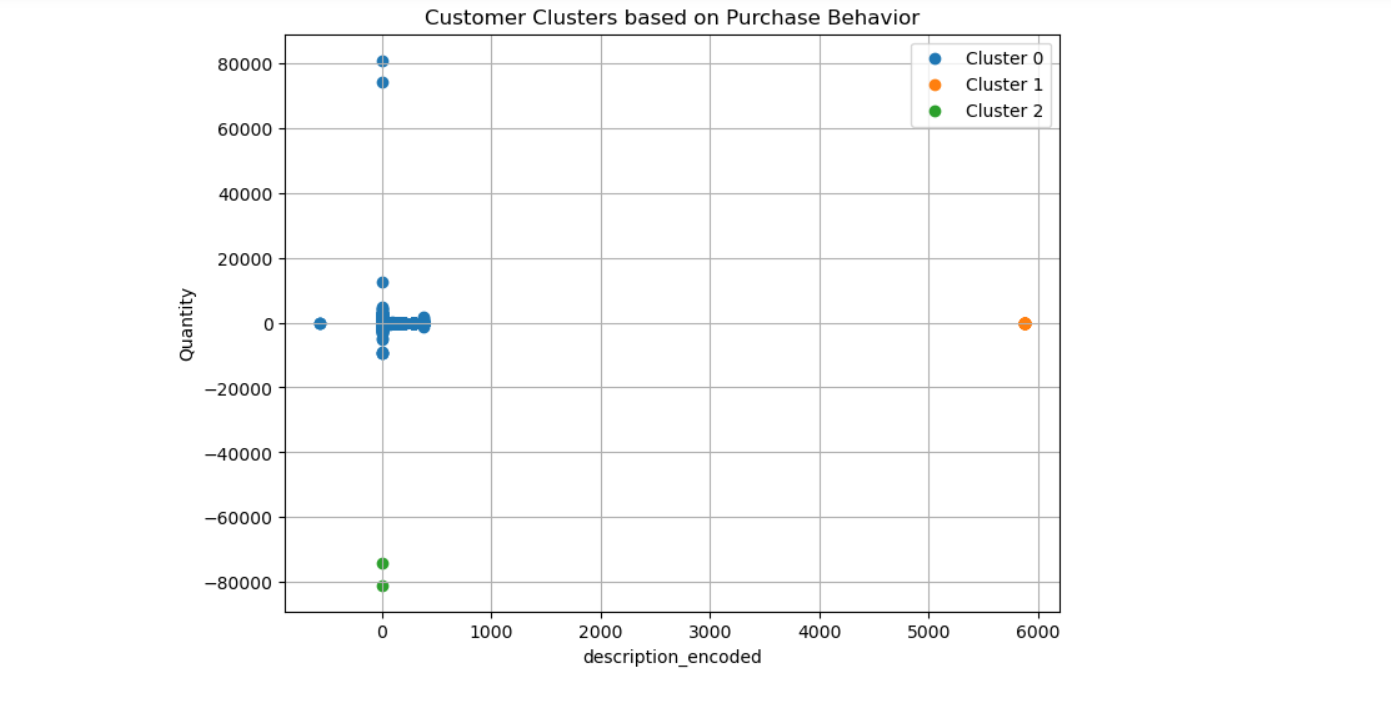 Customer Clusters based on Purchase Behavior
Cluster 0
Cluster 1
Cluster 2
80000
60000
40000
20000
0
−20000
−40000
−60000
−80000
Quantity
0 1000 2000 3000 4000 5000 6000
description_encoded